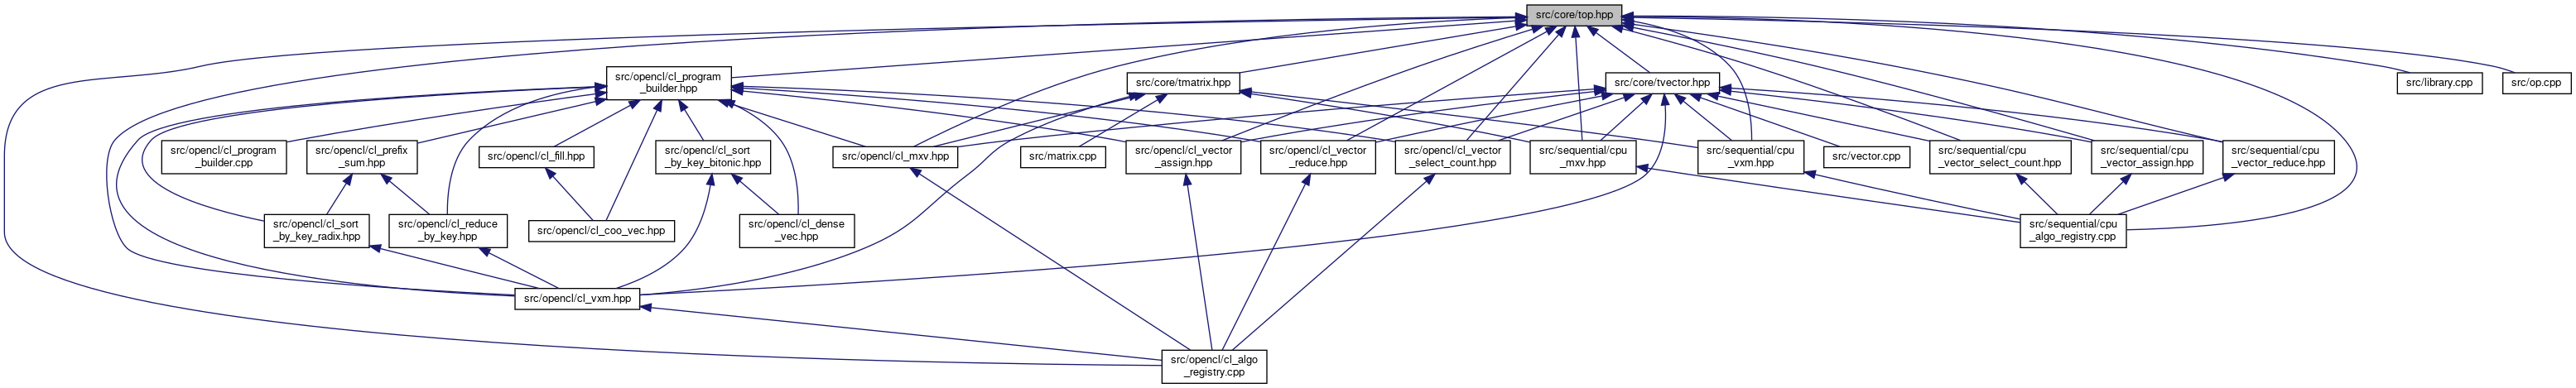 src/core/top.hpp
src/opencl/cl_program
_builder.hpp
src/core/tmatrix.hpp
src/core/tvector.hpp
src/library.cpp
src/op.cpp
src/opencl/cl_program
_builder.cpp
src/opencl/cl_prefix
_sum.hpp
src/opencl/cl_fill.hpp
src/opencl/cl_sort
_by_key_bitonic.hpp
src/opencl/cl_mxv.hpp
src/matrix.cpp
src/opencl/cl_vector
_assign.hpp
src/opencl/cl_vector
_reduce.hpp
src/opencl/cl_vector
_select_count.hpp
src/sequential/cpu
_mxv.hpp
src/sequential/cpu
_vxm.hpp
src/vector.cpp
src/sequential/cpu
_vector_select_count.hpp
src/sequential/cpu
_vector_assign.hpp
src/sequential/cpu
_vector_reduce.hpp
src/opencl/cl_sort
_by_key_radix.hpp
src/opencl/cl_reduce
_by_key.hpp
src/opencl/cl_coo_vec.hpp
src/opencl/cl_dense
_vec.hpp
src/sequential/cpu
_algo_registry.cpp
src/opencl/cl_vxm.hpp
src/opencl/cl_algo
_registry.cpp